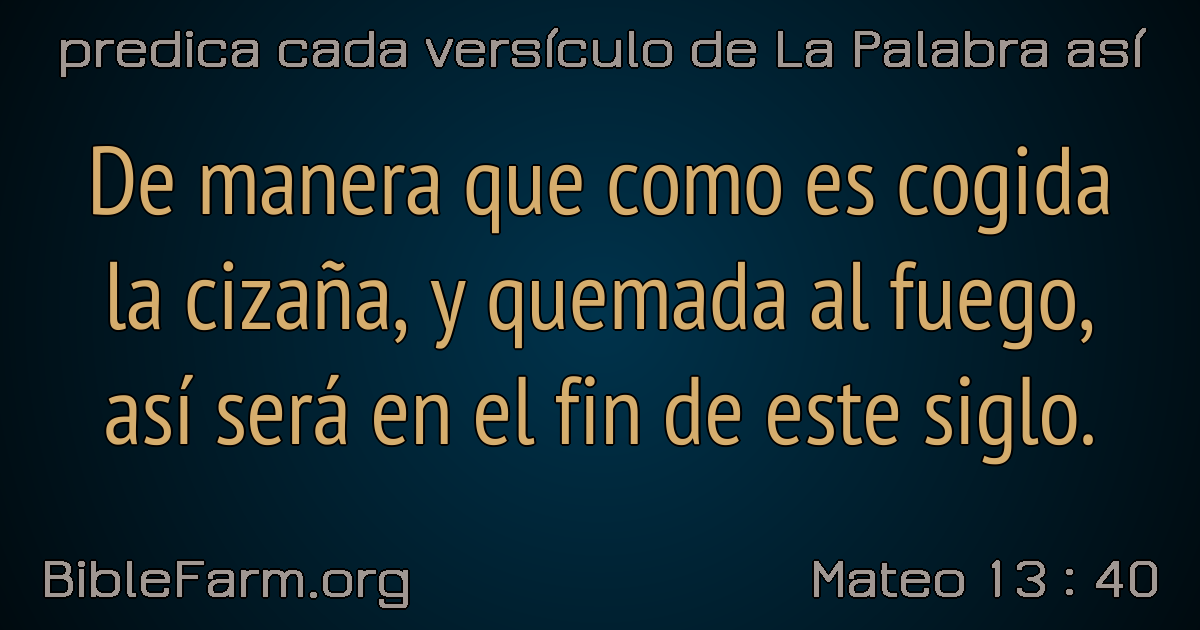 predica cada versículo de La Palabra así
De manera que como es cogida
la cizaña, y quemada al fuego,
así será en el fin de este siglo.
BibleFarm.org
Mateo 13 : 40